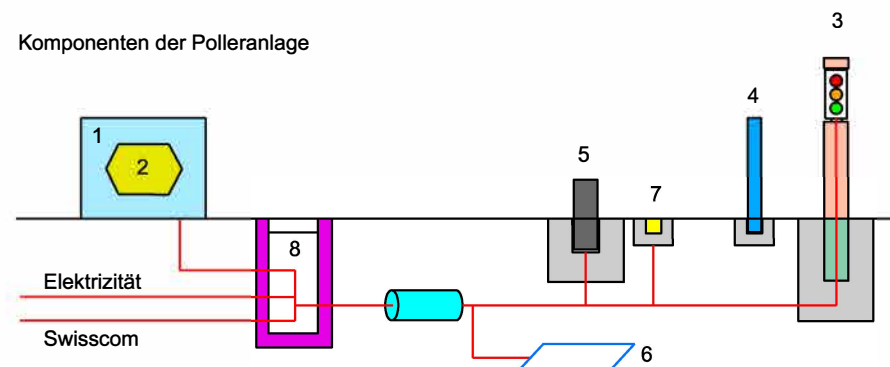 Komponenten der Polleranlage
3
4
1
2
5
7
8
Elektrizität
Swisscom
6